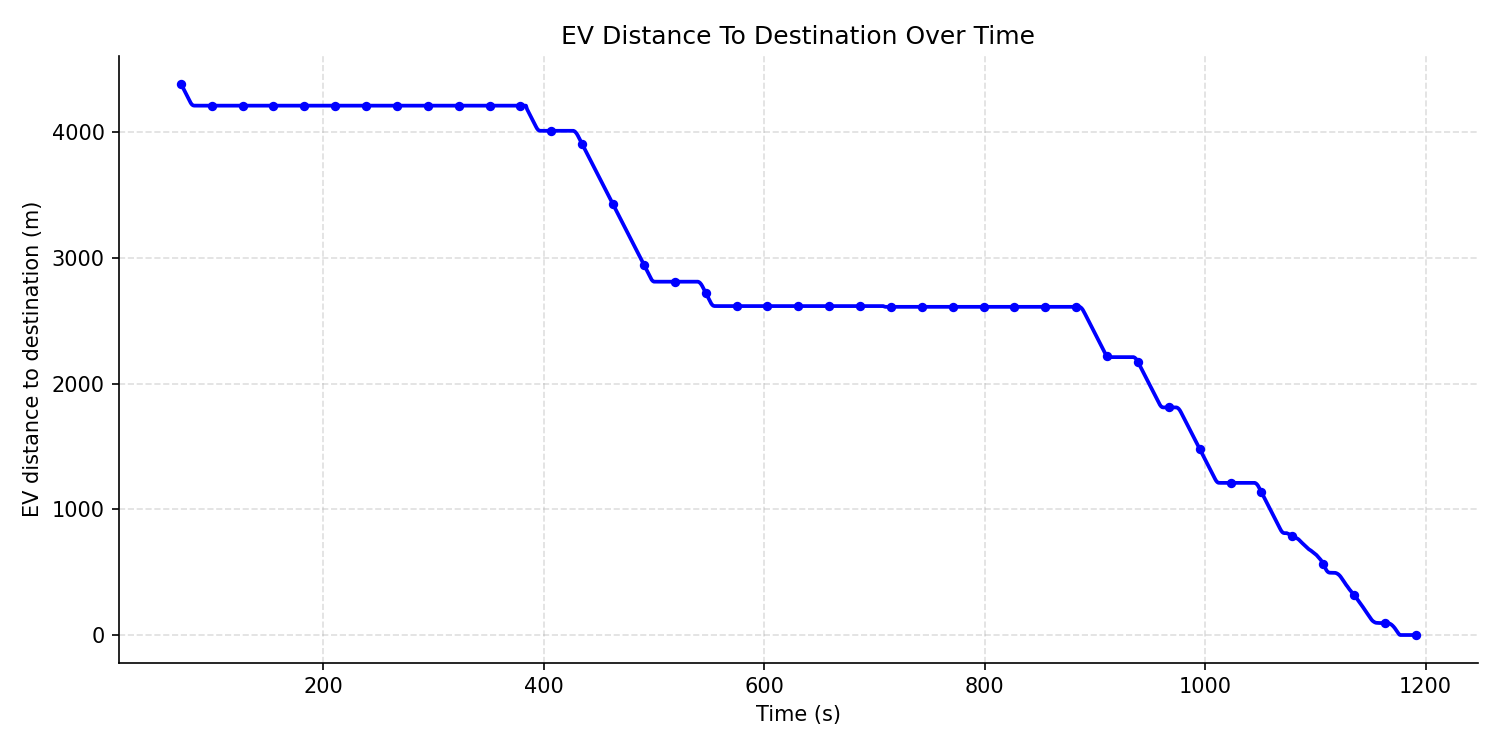 EV Distance To Destination Over Time
EV distance to destination (m)
4000
3000
2000
1000
0
200 400 600 800 1000 1200
Time (s)